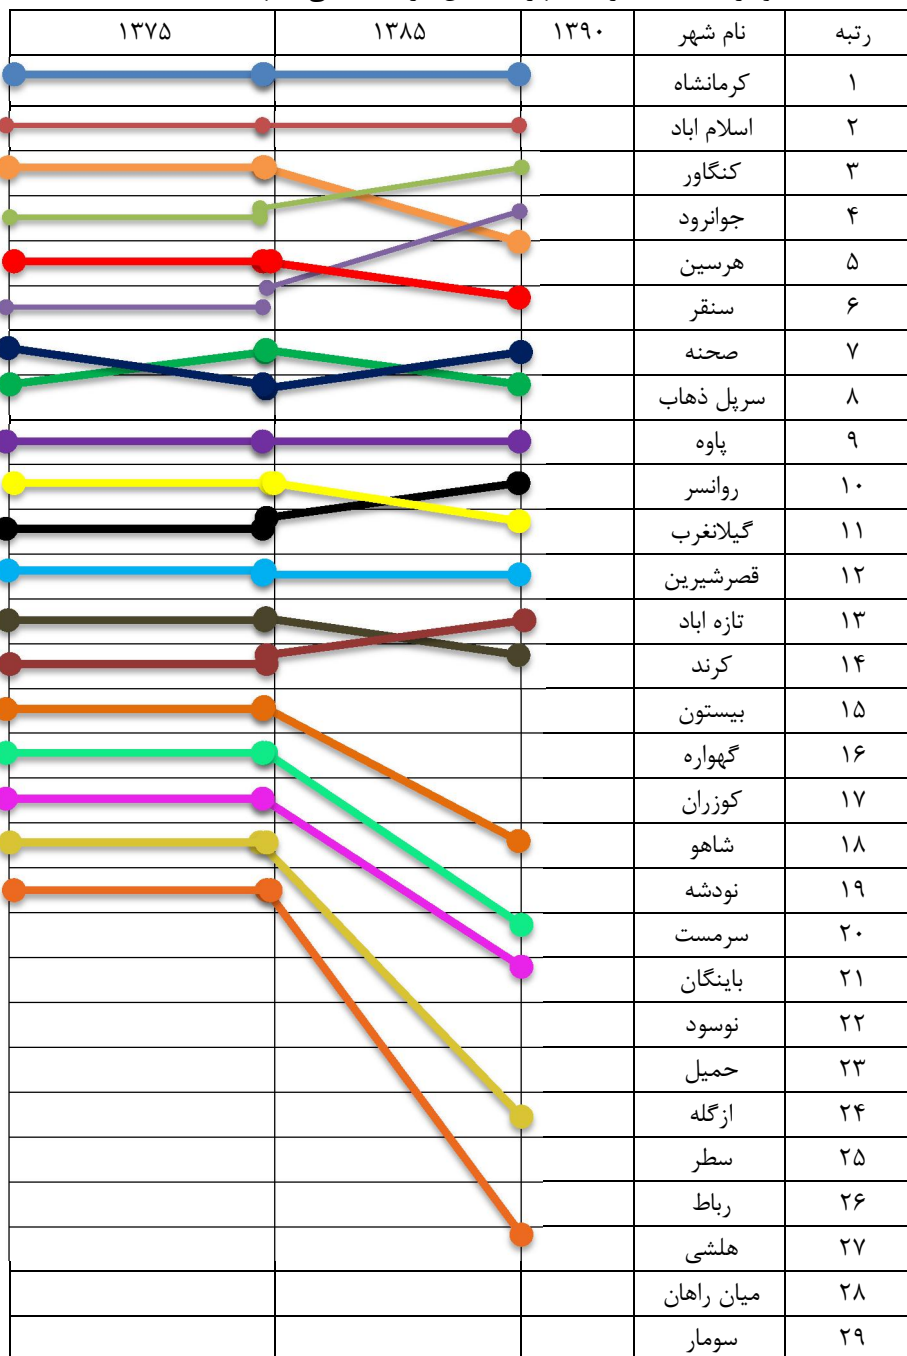 رتبه نام شهر ۱۳۹۰ ۱۳۸۵ ۱۳۷۵
۱ کرمانشاه
۲ اسلام اباد
۳ کنگاور
۴ جوانرود
۵ هرسین
۶ سنقر
۷ صحنه
۸ سرپل ذهاب
۹ پاوه
۱۰ روانسر
۱۱ گیلانغرب
۱۲ قصرشیرین
۱۳ تازه اباد
۱۴ کرند
۱۵ بیستون
۱۶ گهواره
۱۷ کوزران
۱۸ شاهو
۱۹ نودشه
۲۰ سرمست
۲۱ باینگان
۲۲ نوسود
۲۳ حمیل
۲۴ ازگله
۲۵ سطر
۲۶ رباط
۲۷ هلشی
۲۸ میان راهان
۲۹ سومار